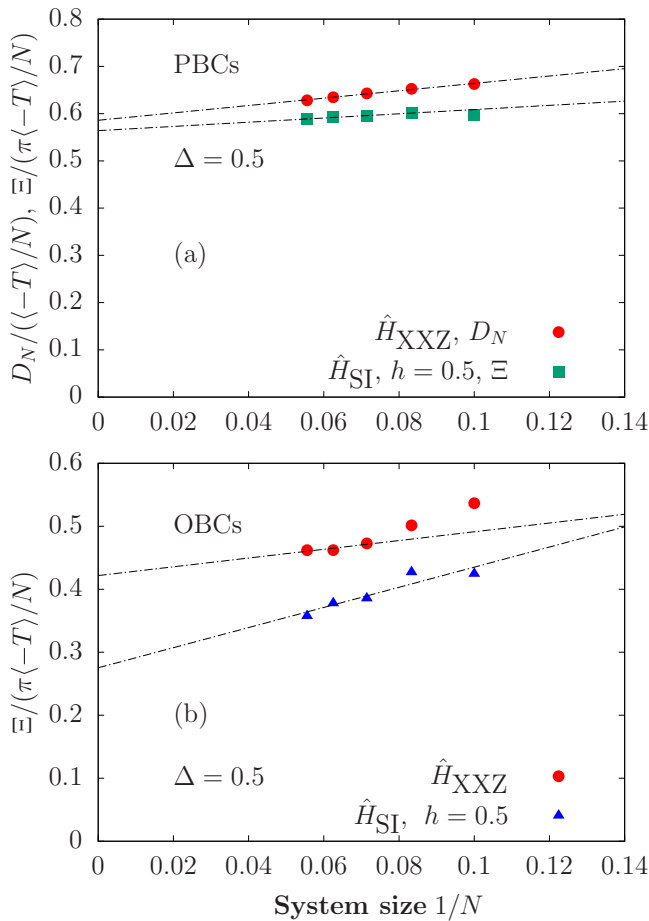 D_N/(⟨−T⟩/N), Ξ/(π⟨−T⟩/N)
0.8
0.7
0.6
0.5
0.4
0.3
0.2
0.1
0
PBCs
Δ = 0.5
(a)
Ĥ_XXZ, D_N
Ĥ_SI, h = 0.5, Ξ
0 0.02 0.04 0.06 0.08 0.1 0.12 0.14
Ξ/(π⟨−T⟩/N)
0.6
0.5
0.4
0.3
0.2
0.1
0
OBCs
(b)
Δ = 0.5
Ĥ_XXZ
Ĥ_SI, h = 0.5
0 0.02 0.04 0.06 0.08 0.1 0.12 0.14
System size 1/N